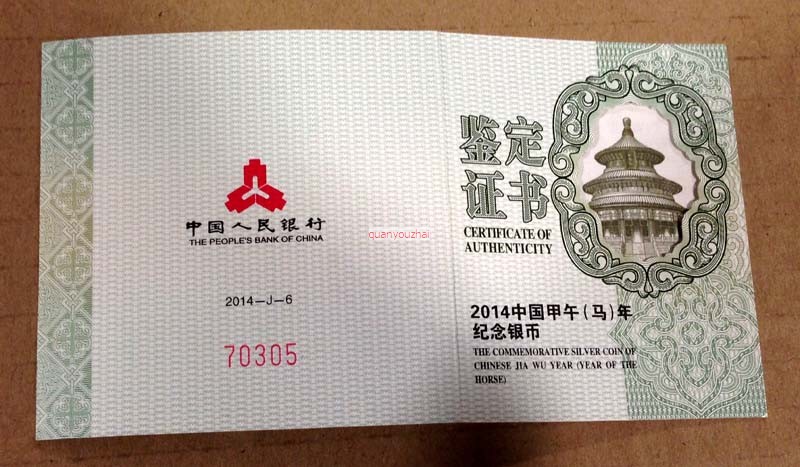 中国人民银行
THE PEOPLE'S BANK OF CHINA
2014-J-6
70305
quanyouzhai
鉴定
证书
CERTIFICATE OF
AUTHENTICITY
2014中国甲午(马)年
纪念银币
THE COMMEMORATIVE SILVER COIN OF
CHINESE JIA WU YEAR (YEAR OF THE
HORSE)